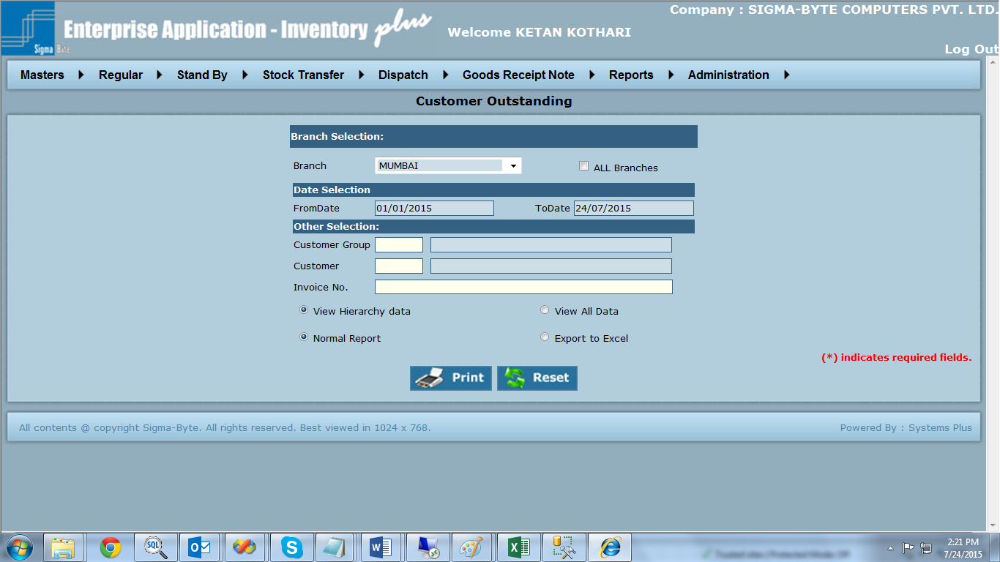 Company : SIGMA-BYTE COMPUTERS PVT. LTD.
Enterprise Application - Inventory plus
Welcome KETAN KOTHARI
Sigma Byte
Log Out
Masters Regular Stand By Stock Transfer Dispatch Goods Receipt Note Reports Administration
Customer Outstanding
Branch Selection:
Branch MUMBAI ALL Branches
Date Selection
FromDate 01/01/2015 ToDate 24/07/2015
Other Selection:
Customer Group
Customer
Invoice No.
View Hierarchy data View All Data
Normal Report Export to Excel
(*) indicates required fields.
Print Reset
All contents @ copyright Sigma-Byte. All rights reserved. Best viewed in 1024 x 768. Powered By : Systems Plus
SQL
2:21 PM
7/24/2015